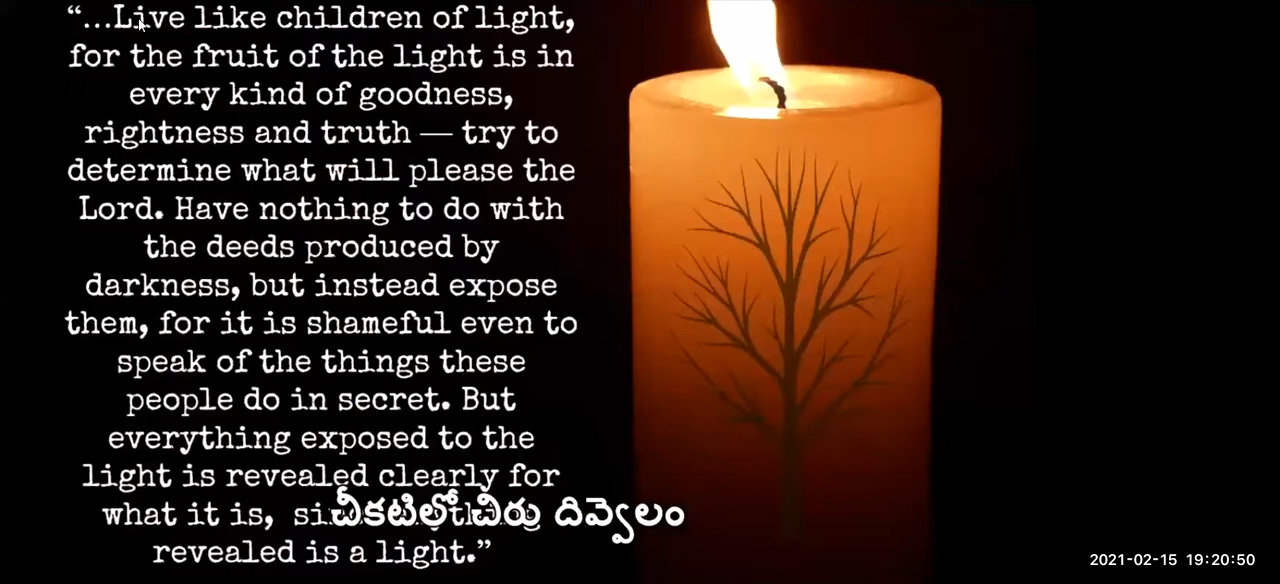 “...Live like children of light,
for the fruit of the light is in
every kind of goodness,
rightness and truth — try to
determine what will please the
Lord. Have nothing to do with
the deeds produced by
darkness, but instead expose
them, for it is shameful even to
speak of the things these
people do in secret. But
everything exposed to the
light is revealed clearly for
what it is,
చీకటిలో చిరు దివ్వెలం
revealed is a light.”
2021-02-15 19:20:50